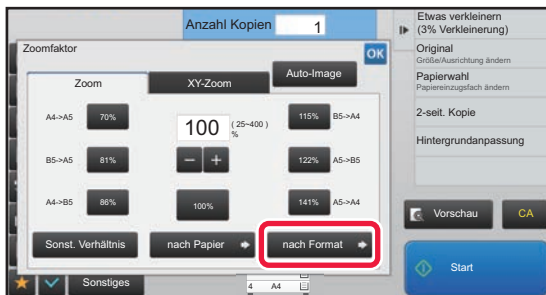 Anzahl Kopien 1
Zoomfaktor
OK
Zoom
XY-Zoom
Auto-Image
A4->A5 70%
B5->A5 81%
A4->B5 86%
100 (25~400) %
100%
115% B5->A4
122% A5->B5
141% A5->A4
Sonst. Verhältnis
nach Papier
nach Format
Sonstiges
4 A4
Etwas verkleinern
(3% Verkleinerung)
Original
Größe/Ausrichtung ändern
Papierwahl
Papiereinzugsfach ändern
2-seit. Kopie
Hintergrundanpassung
Vorschau
CA
Start